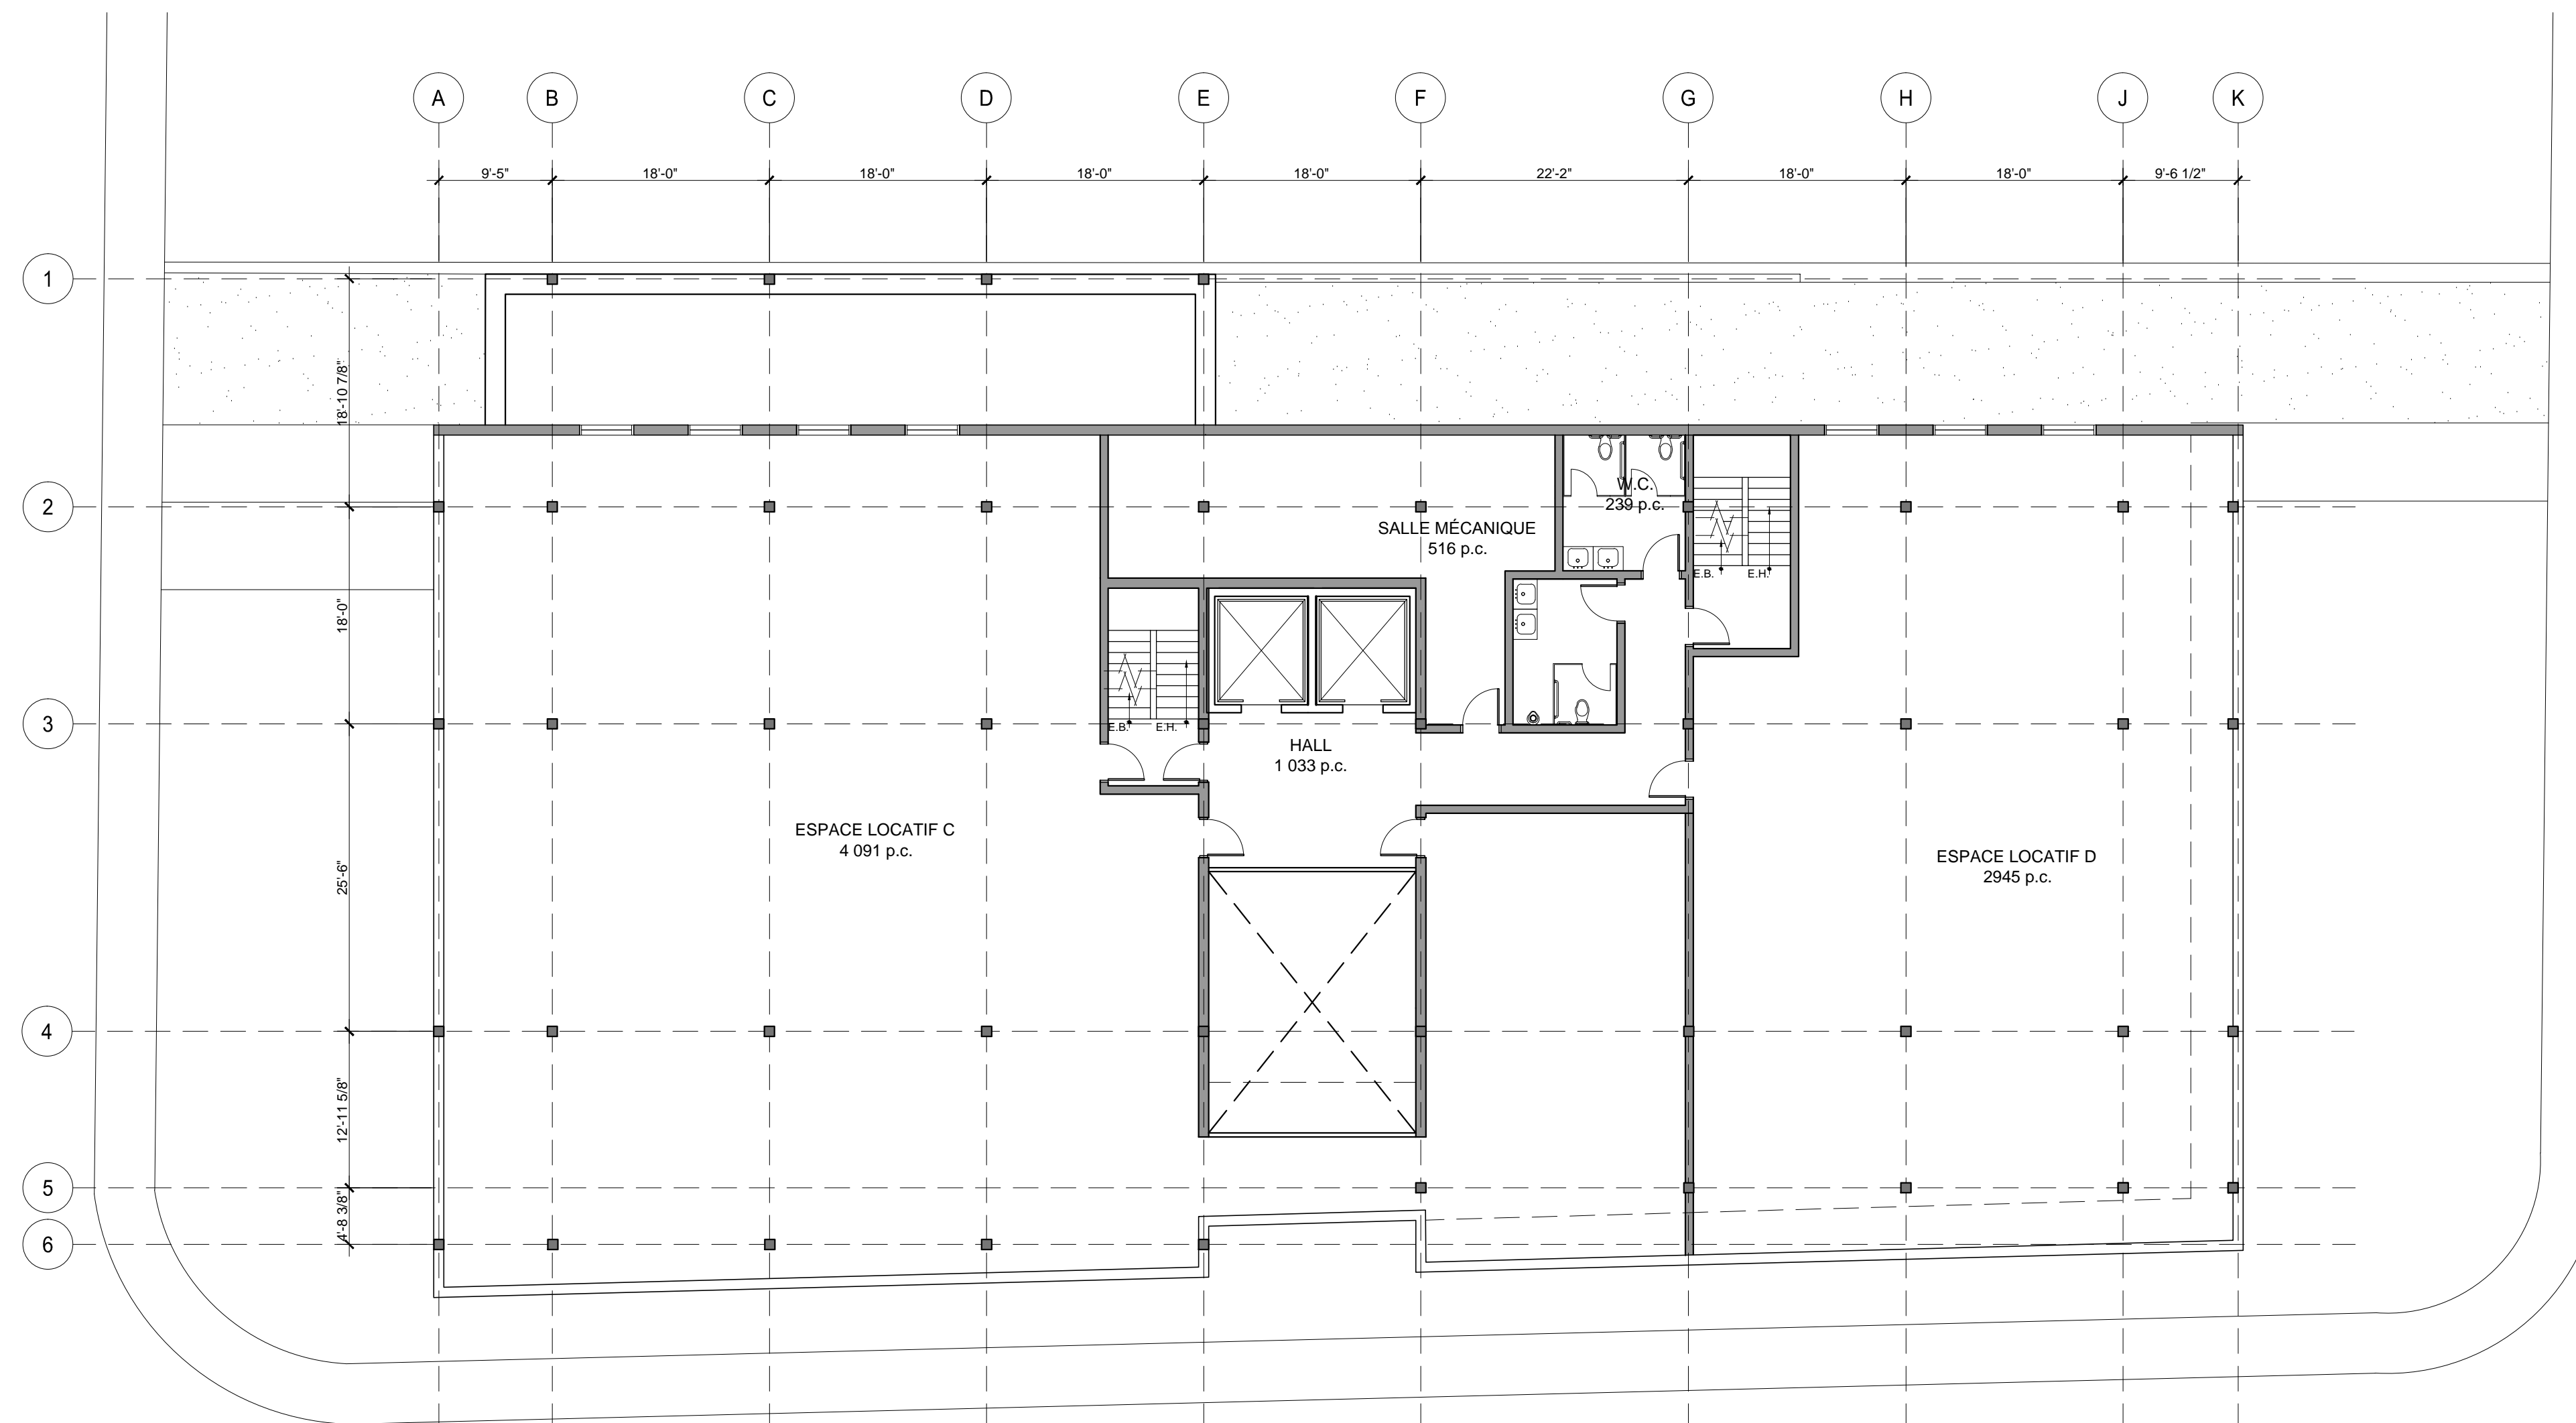 A B C D E F G H J K
9'-5" 18'-0" 18'-0" 18'-0" 18'-0" 22'-2" 18'-0" 18'-0" 9'-6 1/2"
1
18'-10 7/8"
2
W.C.
239 p.c.
SALLE MÉCANIQUE
516 p.c.
E.B. E.H.
18'-0"
3
E.B. E.H.
HALL
1 033 p.c.
ESPACE LOCATIF C
4 091 p.c.
ESPACE LOCATIF D
2945 p.c.
25'-6"
4
12'-11 5/8"
5
4'-8 3/8"
6